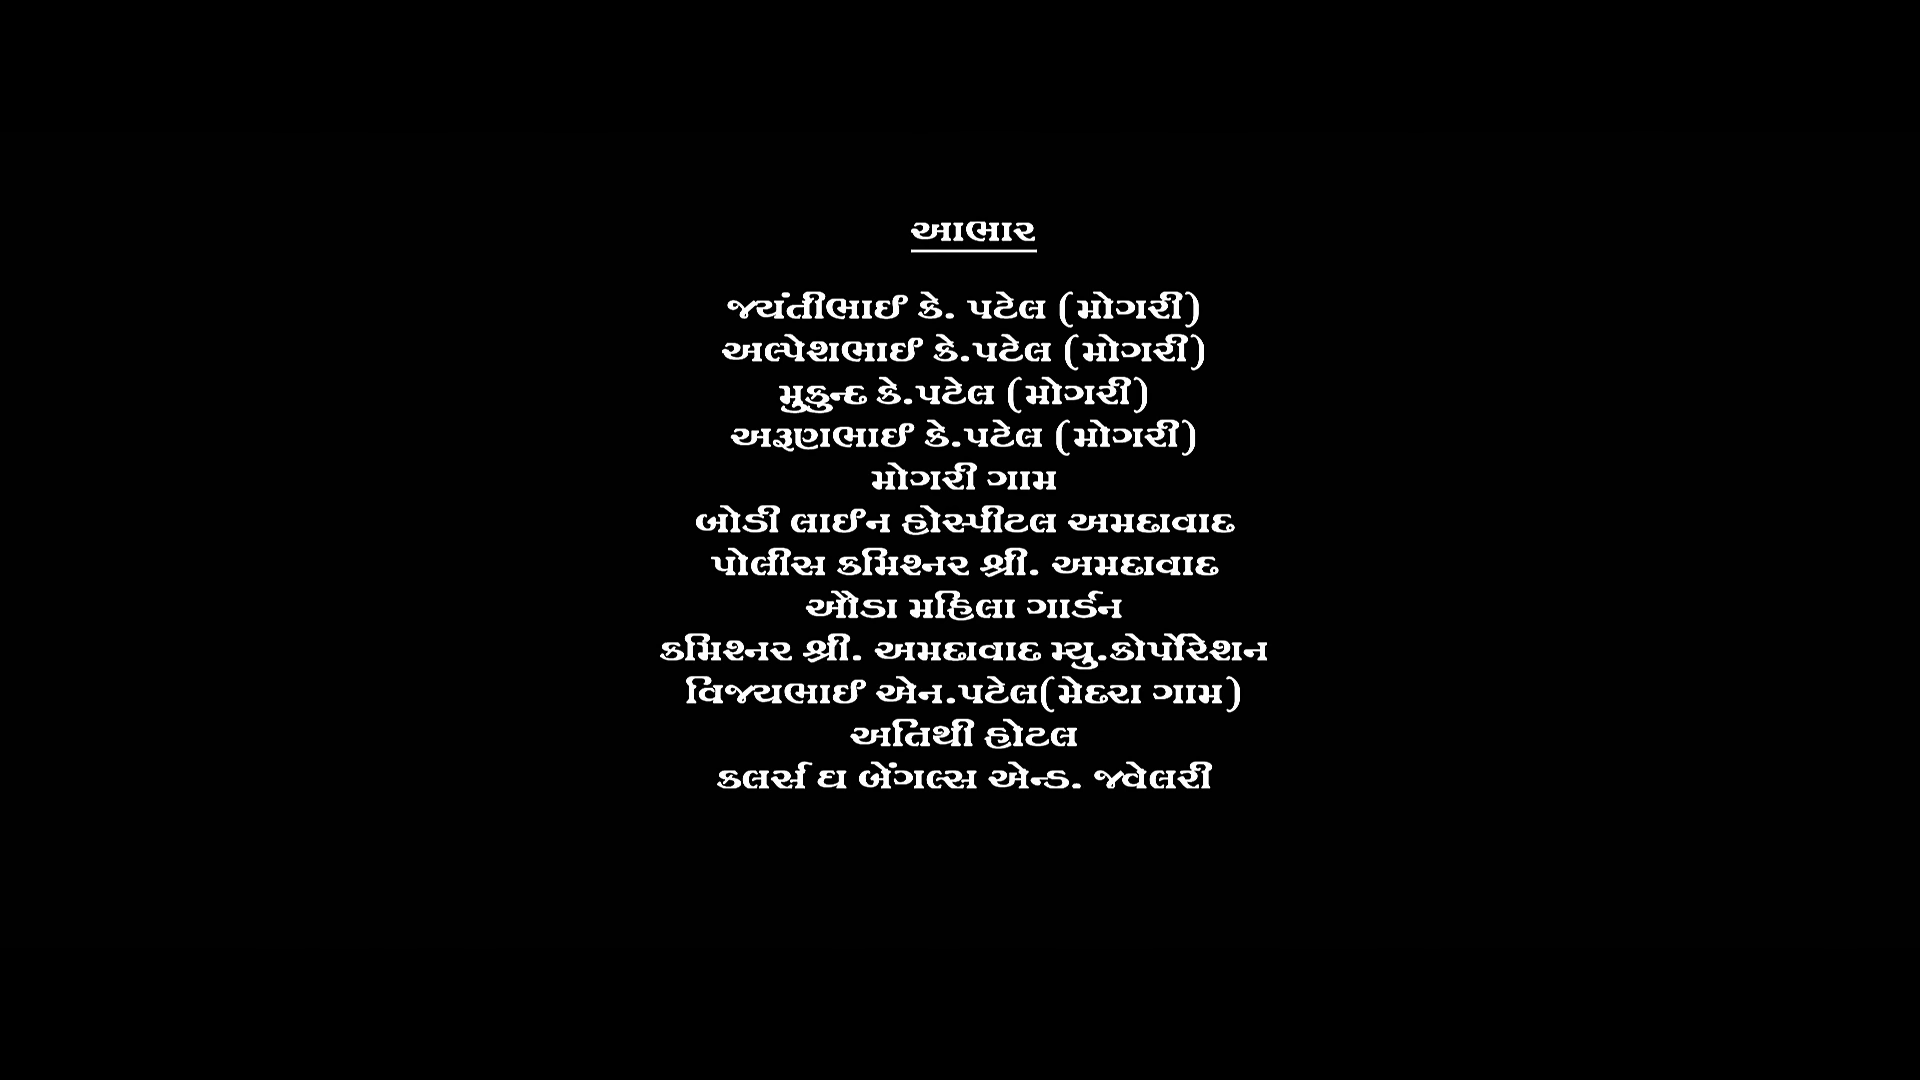 આભાર
જયંતીભાઈ કે. પટેલ (મોગરી)
અલ્પેશભાઈ કે.પટેલ (મોગરી)
મુકુન્દ કે.પટેલ (મોગરી)
અરૂણભાઈ કે.પટેલ (મોગરી)
મોગરી ગામ
બોડી લાઈન હોસ્પીટલ અમદાવાદ
પોલીસ કમિશ્નર શ્રી. અમદાવાદ
ઔડા મહિલા ગાર્ડન
કમિશ્નર શ્રી. અમદાવાદ મ્યુ.કોર્પોરેશન
વિજયભાઈ એન.પટેલ(મેદરા ગામ)
અતિથી હોટલ
કલર્સ ધ બેંગલ્સ એન્ડ. જવેલરી